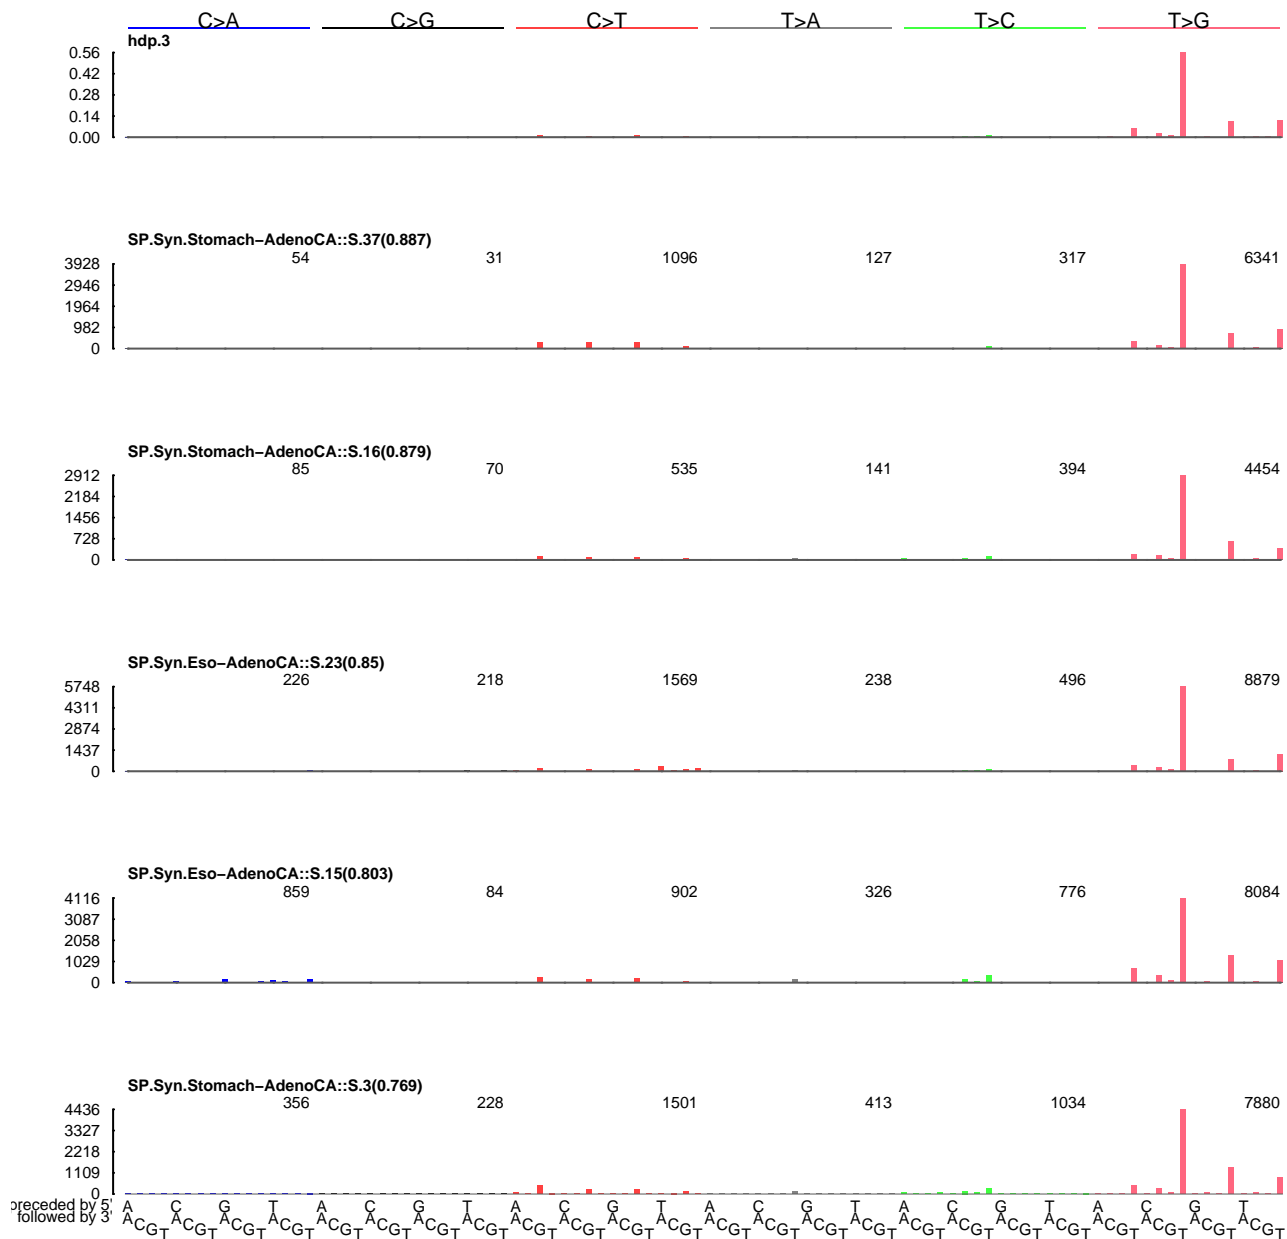 C>A C>G C>T T>A T>C T>G
hdp.3
0.56
0.42
0.28
0.14
0.00
SP.Syn.Stomach−AdenoCA::S.37(0.887)
54 31 1096 127 317 6341
3928
2946
1964
982
0
SP.Syn.Stomach−AdenoCA::S.16(0.879)
85 70 535 141 394 4454
2912
2184
1456
728
0
SP.Syn.Eso−AdenoCA::S.23(0.85)
226 218 1569 238 496 8879
5748
4311
2874
1437
0
SP.Syn.Eso−AdenoCA::S.15(0.803)
859 84 902 326 776 8084
4116
3087
2058
1029
0
SP.Syn.Stomach−AdenoCA::S.3(0.769)
356 228 1501 413 1034 7880
4436
3327
2218
1109
0
preceded by 5' A C G T A C G T A C G T A C G T A C G T A C G T
followed by 3' A C G T A C G T A C G T A C G T A C G T A C G T A C G T A C G T A C G T A C G T A C G T A C G T A C G T A C G T A C G T A C G T A C G T A C G T A C G T A C G T A C G T A C G T A C G T A C G T